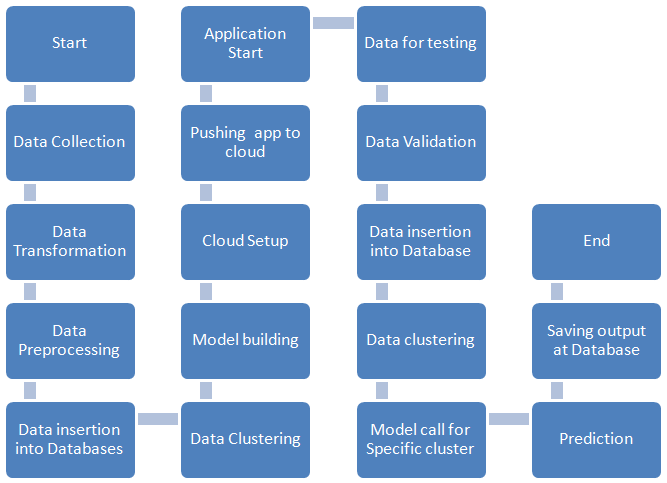 Start
Data Collection
Data
Transformation
Data
Preprocessing
Data insertion
into Databases
Data Clustering
Model building
Cloud Setup
Pushing  app to
cloud
Application
Start
Data for testing
Data Validation
Data insertion
into Database
Data clustering
Model call for
Specific cluster
Prediction
Saving output
at Database
End